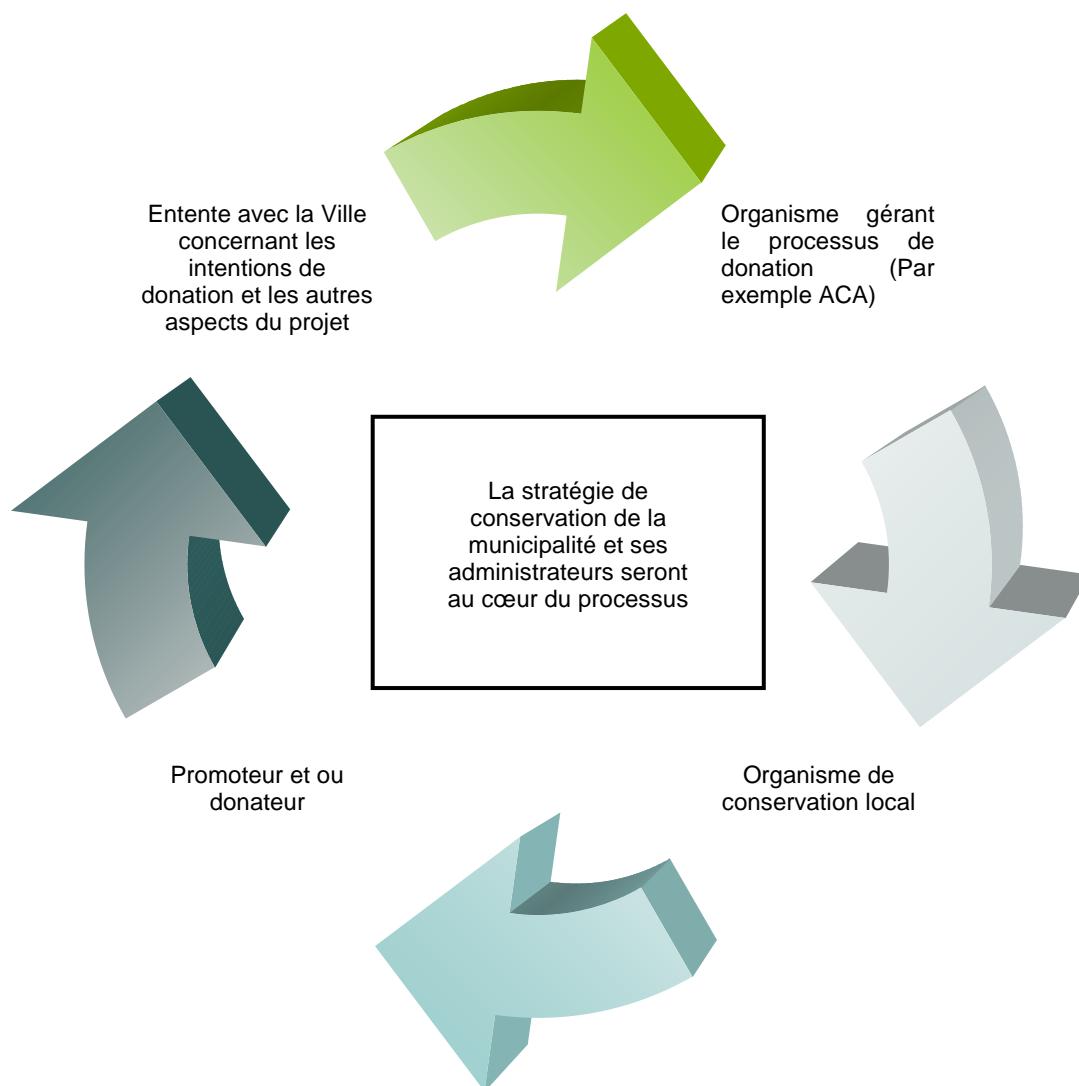 Entente avec la Ville
concernant les
intentions de
donation et les autres
aspects du projet
Organisme gérant
le processus de
donation (Par
exemple ACA)
La stratégie de
conservation de la
municipalité et ses
administrateurs seront
au cœur du processus
Promoteur et ou
donateur
Organisme de
conservation local